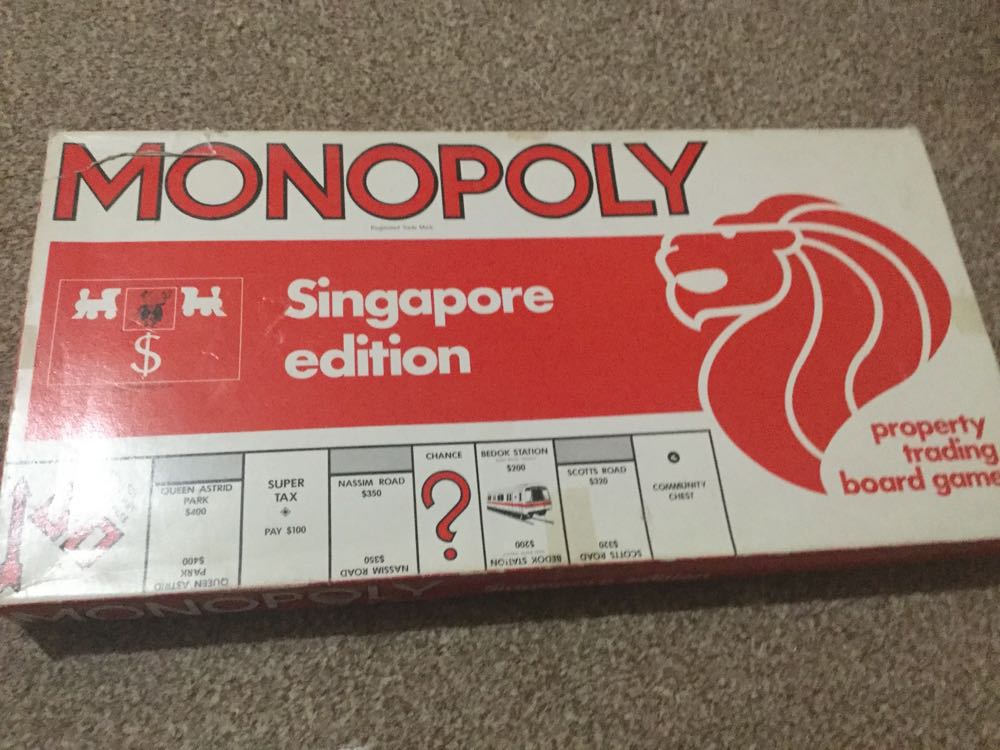 MONOPOLY
Registered Trade Mark
$
Singapore
edition
property
trading
board game
QUEEN ASTRID
PARK
$400
$400
QUEEN ASTRID
PARK
SUPER
TAX
PAY $100
NASSIM ROAD
$350
$350
NASSIM ROAD
CHANCE
?
BEDOK STATION
$200
$200
BEDOK STATION
SCOTTS ROAD
$320
$320
SCOTTS ROAD
COMMUNITY
CHEST
MONOPOLY